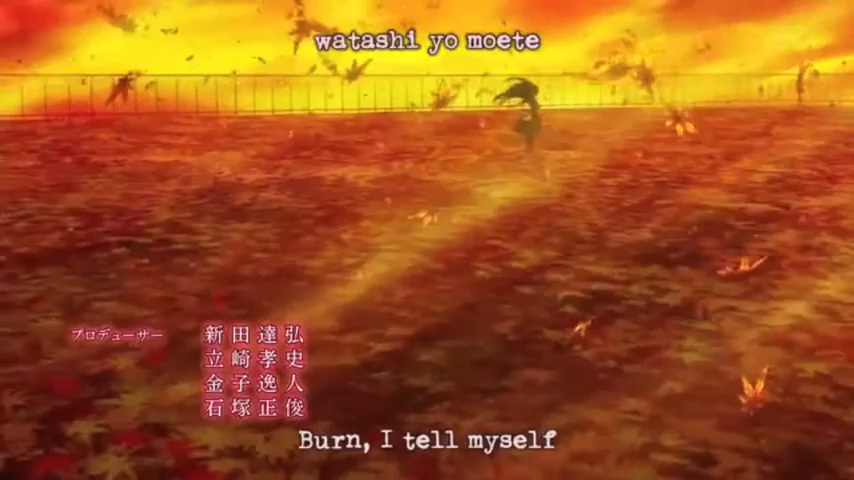 watashi yo moete
プロデューサー
新田達弘
立崎孝史
金子逸人
石塚正俊
Burn, I tell myself